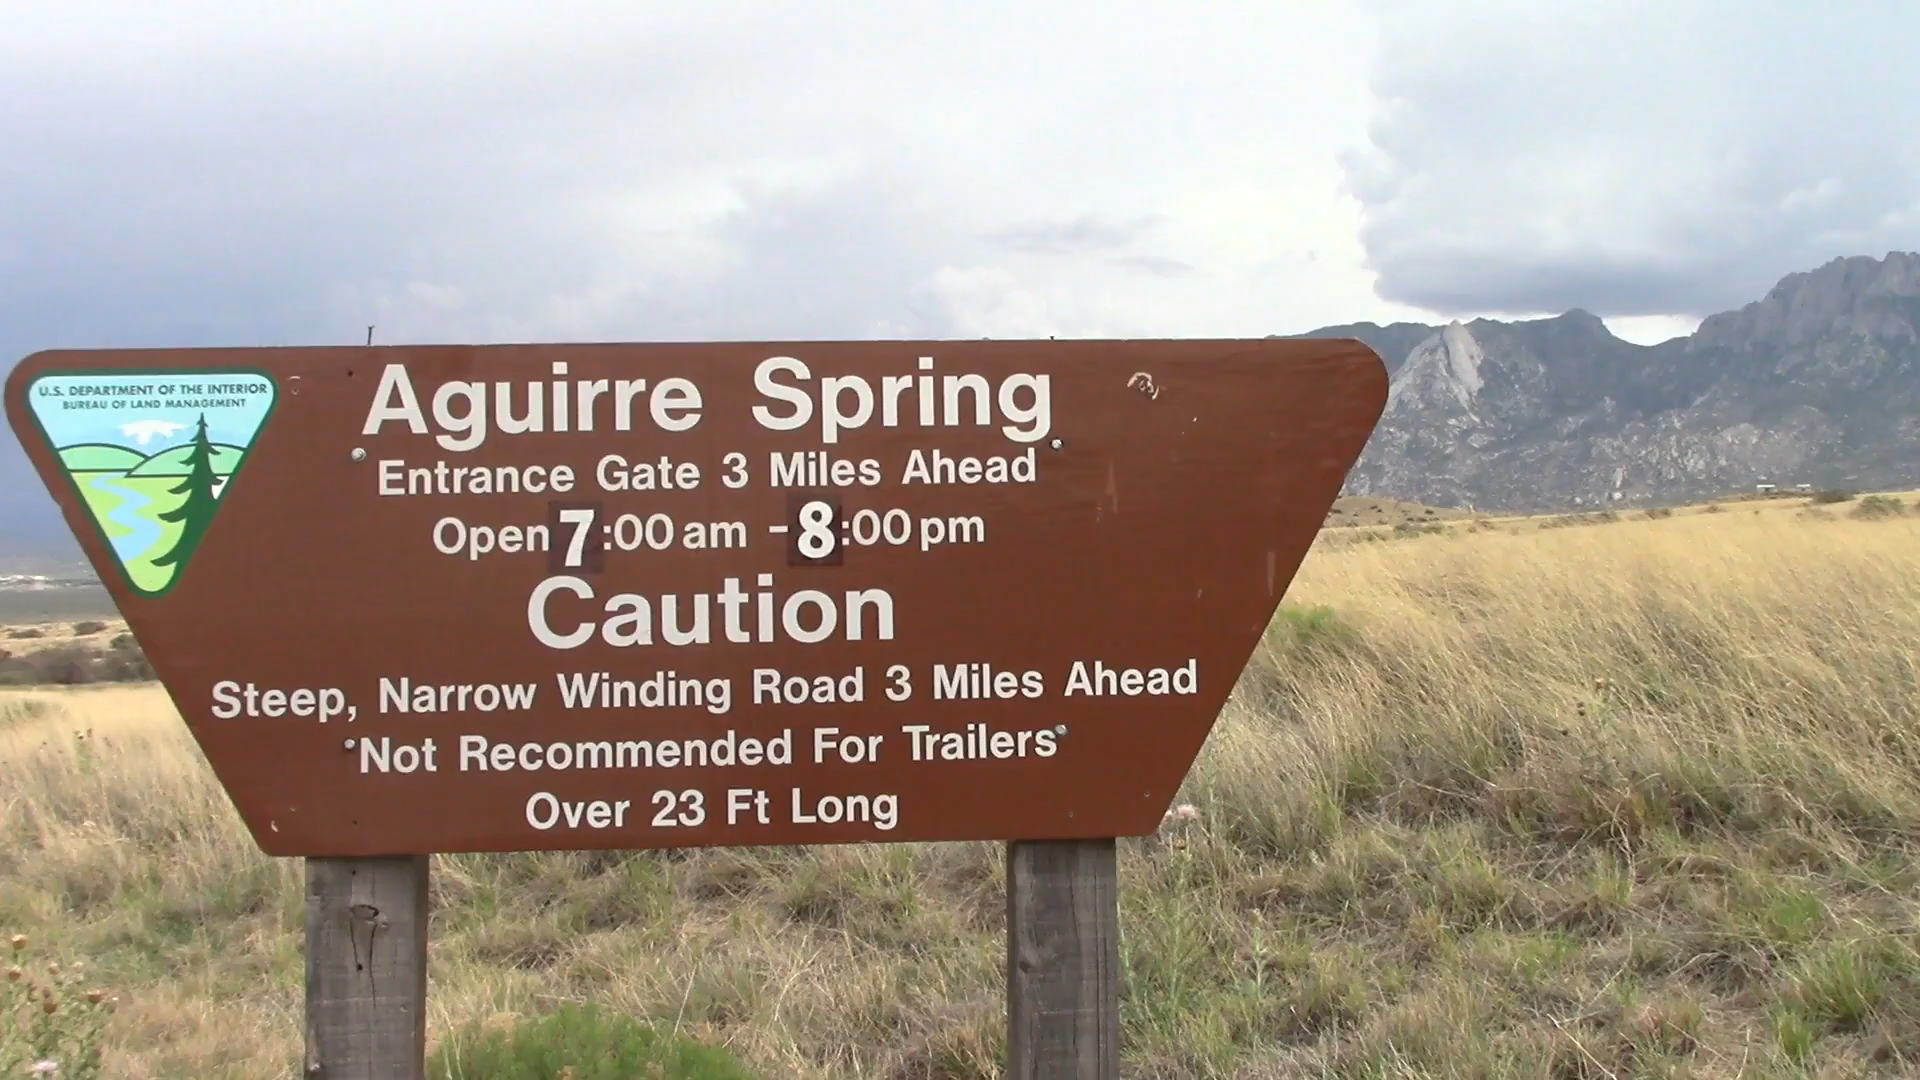 U.S. DEPARTMENT OF THE INTERIOR
BUREAU OF LAND MANAGEMENT
Aguirre Spring
Entrance Gate 3 Miles Ahead
Open 7:00 am - 8:00 pm
Caution
Steep, Narrow Winding Road 3 Miles Ahead
Not Recommended For Trailers
Over 23 Ft Long